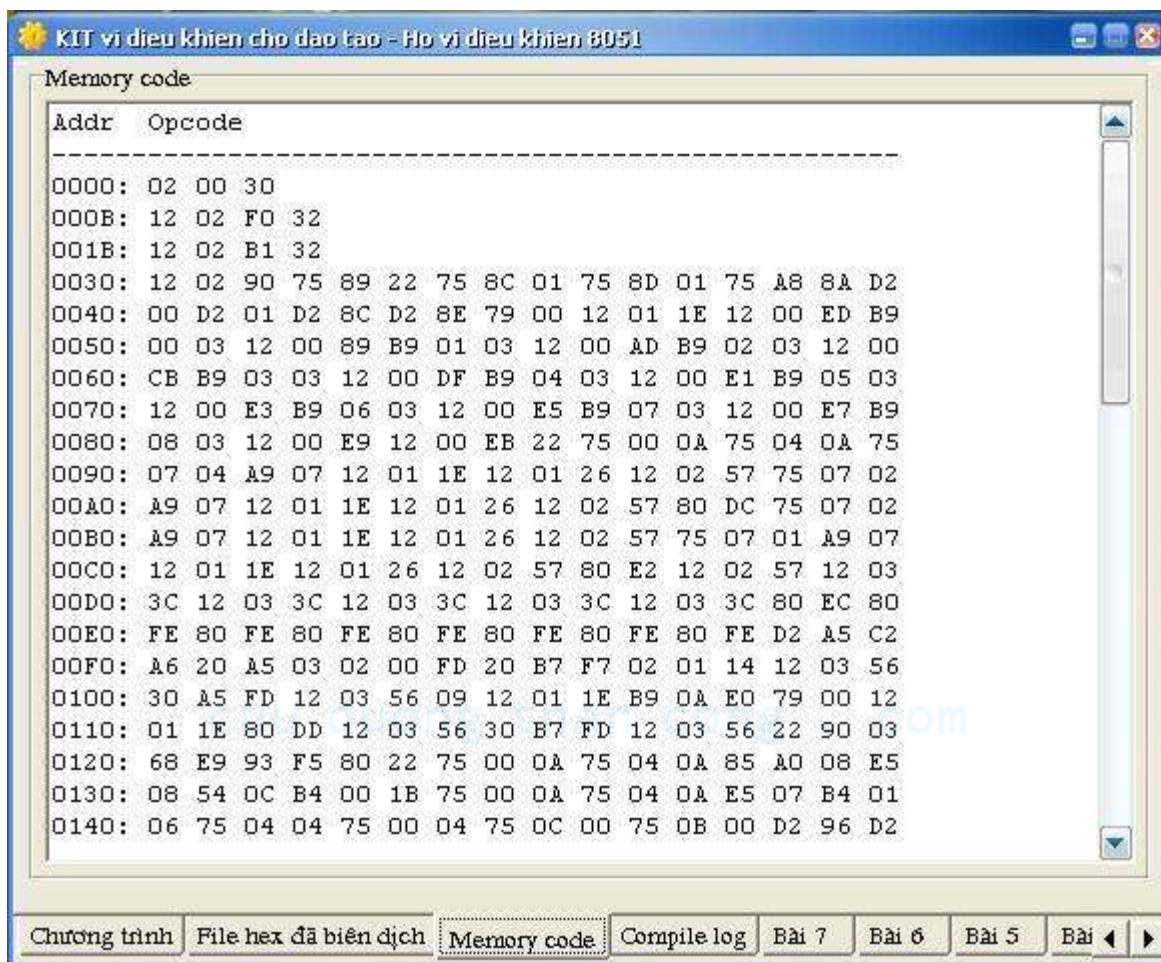 KIT vi dieu khien cho dao tao - Ho vi dieu khien 8051
Memory code
Addr Opcode
-----------------------------------------------------
0000: 02 00 30
000B: 12 02 F0 32
001B: 12 02 B1 32
0030: 12 02 90 75 89 22 75 8C 01 75 8D 01 75 A8 8A D2
0040: 00 D2 01 D2 8C D2 8E 79 00 12 01 1E 12 00 ED B9
0050: 00 03 12 00 89 B9 01 03 12 00 AD B9 02 03 12 00
0060: CB B9 03 03 12 00 DF B9 04 03 12 00 E1 B9 05 03
0070: 12 00 E3 B9 06 03 12 00 E5 B9 07 03 12 00 E7 B9
0080: 08 03 12 00 E9 12 00 EB 22 75 00 0A 75 04 0A 75
0090: 07 04 A9 07 12 01 1E 12 01 26 12 02 57 75 07 02
00A0: A9 07 12 01 1E 12 01 26 12 02 57 80 DC 75 07 02
00B0: A9 07 12 01 1E 12 01 26 12 02 57 75 07 01 A9 07
00C0: 12 01 1E 12 01 26 12 02 57 80 E2 12 02 57 12 03
00D0: 3C 12 03 3C 12 03 3C 12 03 3C 12 03 3C 80 EC 80
00E0: FE 80 FE 80 FE 80 FE 80 FE 80 FE 80 FE D2 A5 C2
00F0: A6 20 A5 03 02 00 FD 20 B7 F7 02 01 14 12 03 56
0100: 30 A5 FD 12 03 56 09 12 01 1E B9 0A E0 79 00 12
0110: 01 1E 80 DD 12 03 56 30 B7 FD 12 03 56 22 90 03
0120: 68 E9 93 F5 80 22 75 00 0A 75 04 0A 85 A0 08 E5
0130: 08 54 0C B4 00 1B 75 00 0A 75 04 0A E5 07 B4 01
0140: 06 75 04 04 75 00 04 75 0C 00 75 0B 00 D2 96 D2
Chương trình File hex đã biên dịch Memory code Compile log Bài 7 Bài 6 Bài 5 Bài